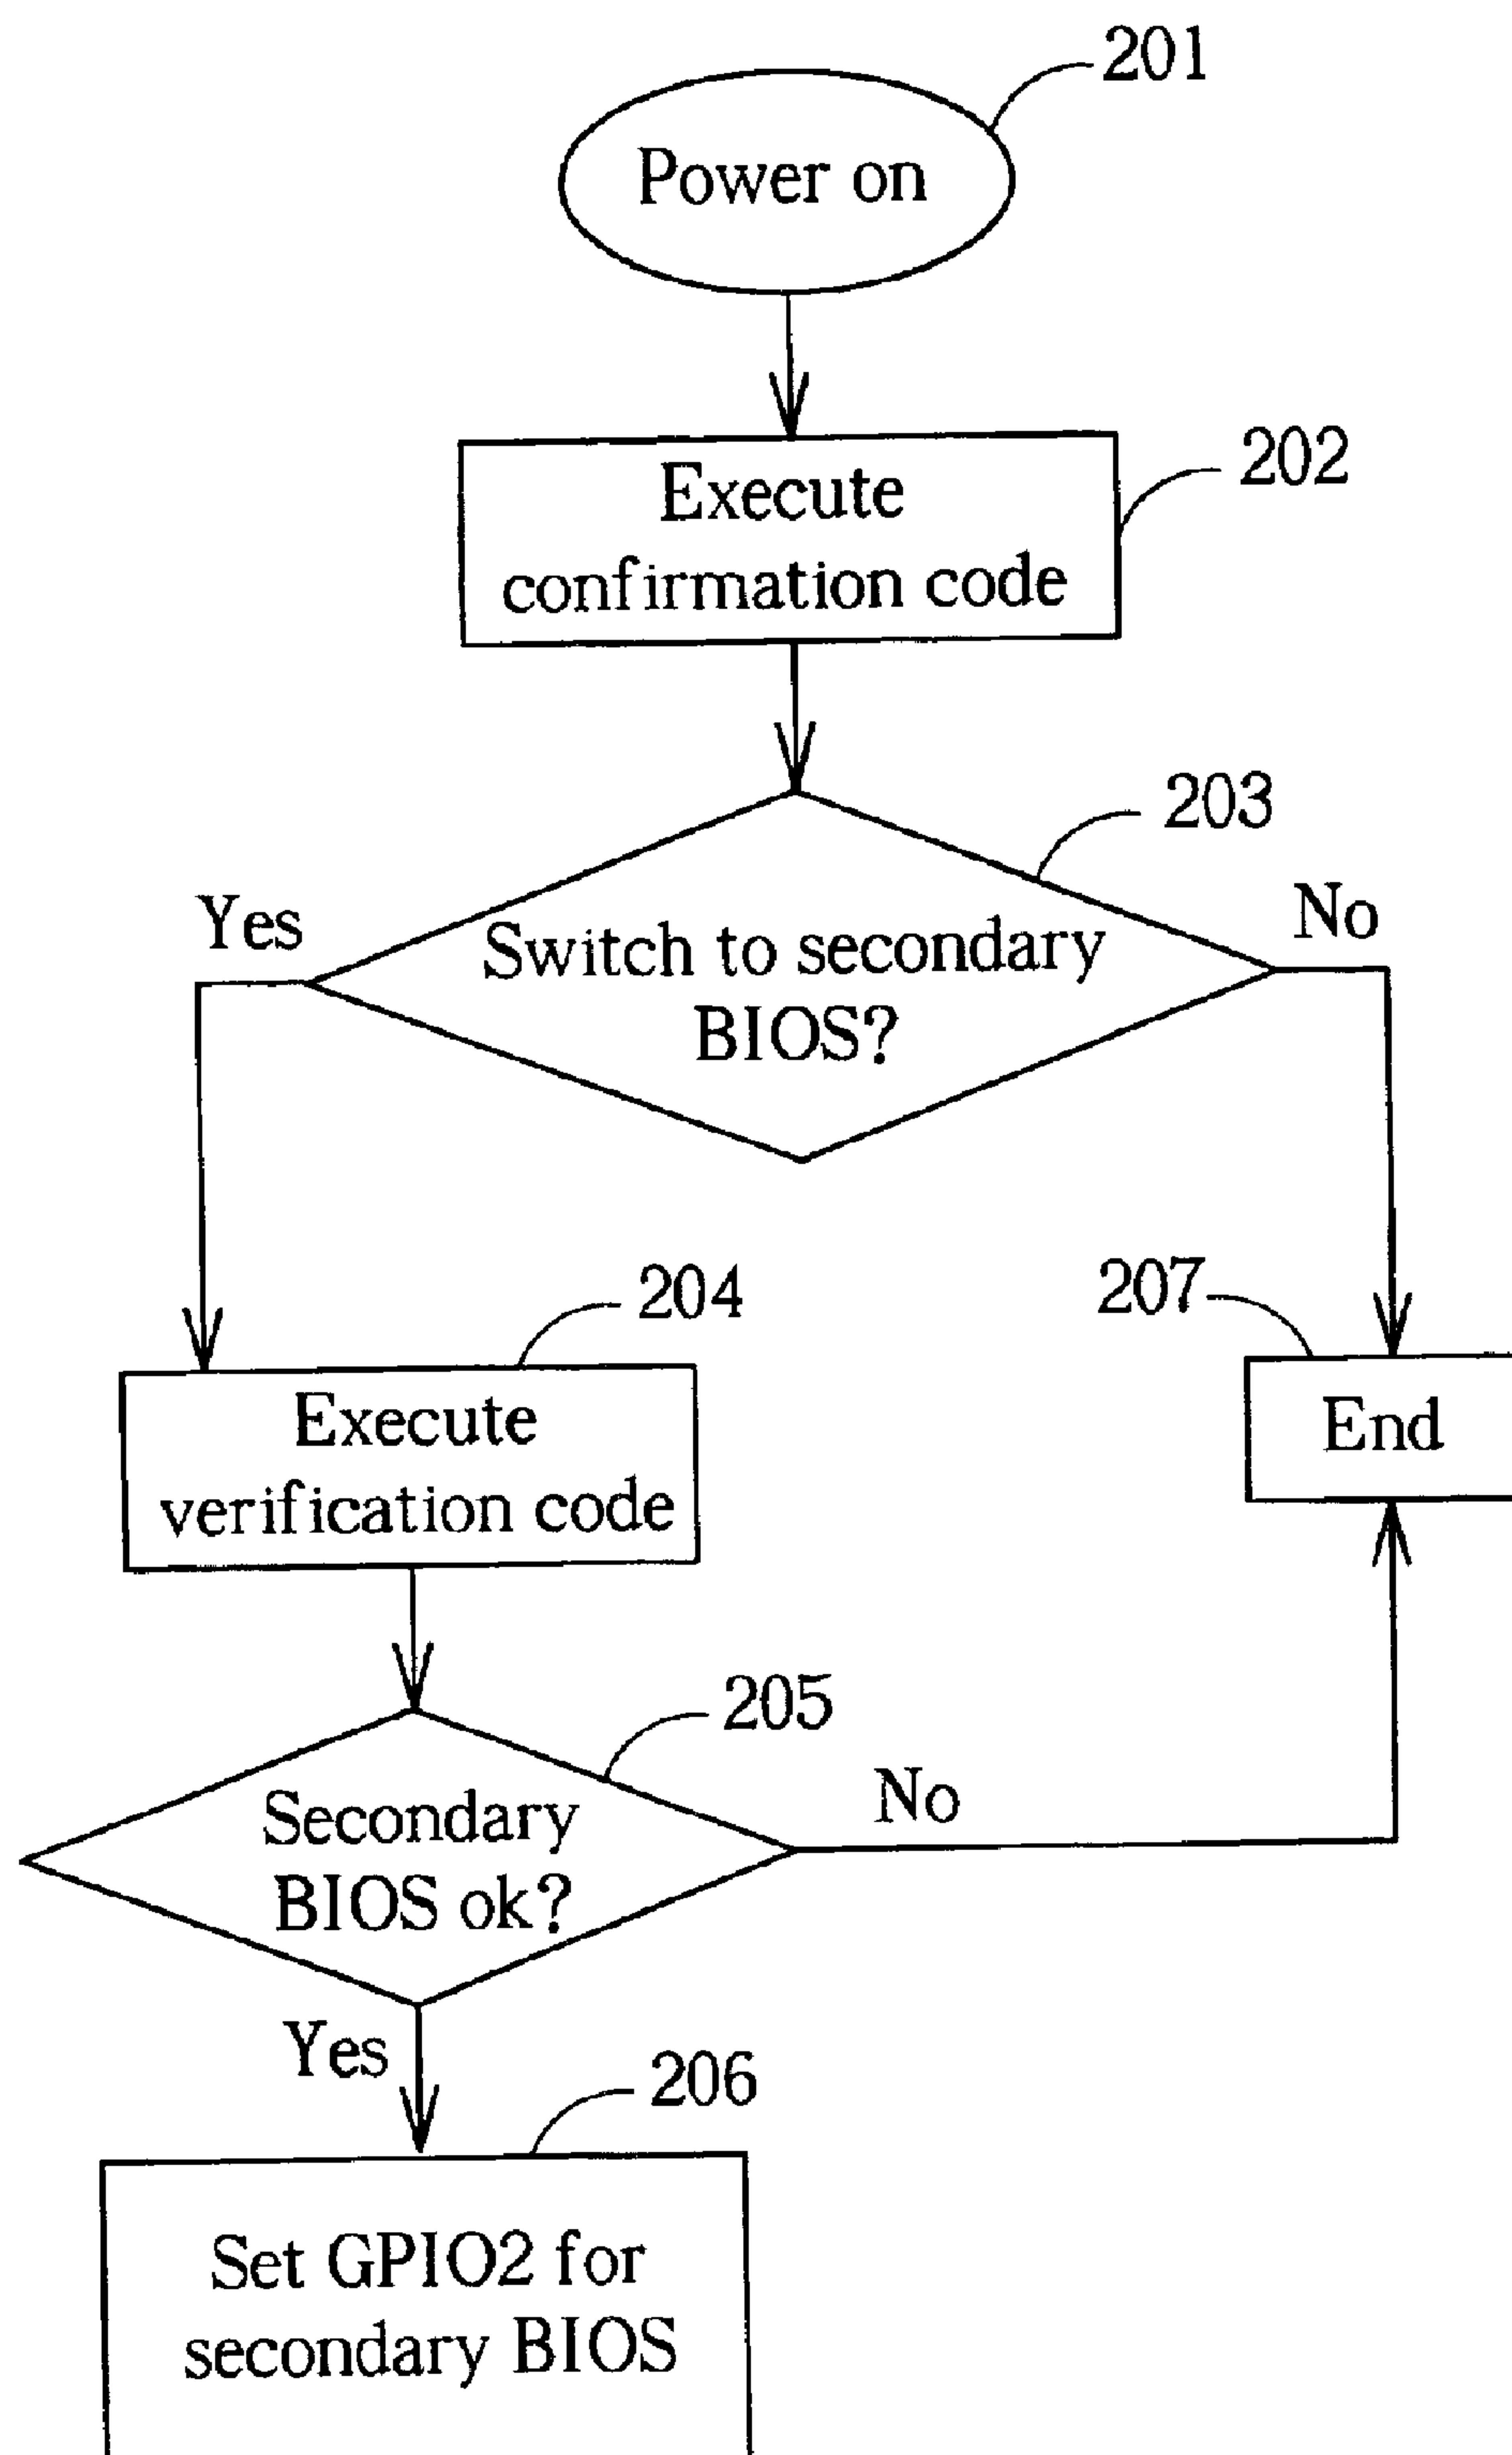 201
Power on
202
Execute
confirmation code
203
Yes
No
Switch to secondary
BIOS?
204
207
Execute
verification code
End
205
Secondary
BIOS ok?
No
Yes
206
Set GPIO2 for
secondary BIOS